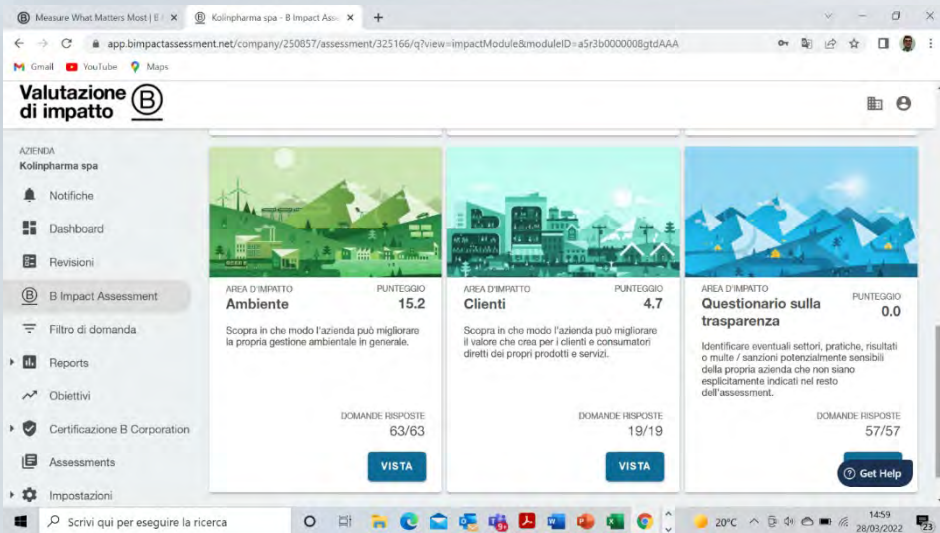 Measure What Matters Most | B
Kolinpharma spa - B Impact Ass
app.bimpactassessment.net/company/250857/assessment/325166/q?view=impactModule&moduleID=a5r3b0000008gtdAAA
Gmail YouTube Maps
Valutazione
di impatto B
AZIENDA
Kolinpharma spa
Notifiche
Dashboard
Revisioni
B Impact Assessment
Filtro di domanda
Reports
Obiettivi
Certificazione B Corporation
Assessments
Impostazioni
AREA D'IMPATTO PUNTEGGIO
Ambiente 15.2
Scopra in che modo l'azienda può migliorare
la propria gestione ambientale in generale.
DOMANDE RISPOSTE
63/63
VISTA
AREA D'IMPATTO PUNTEGGIO
Clienti 4.7
Scopra in che modo l'azienda può migliorare
il valore che crea per i clienti e consumatori
diretti dei propri prodotti e servizi.
DOMANDE RISPOSTE
19/19
VISTA
AREA D'IMPATTO PUNTEGGIO
Questionario sulla
trasparenza 0.0
Identificare eventuali settori, pratiche, risultati
o multe / sanzioni potenzialmente sensibili
della propria azienda che non siano
esplicitamente indicati nel resto
dell'assessment.
DOMANDE RISPOSTE
57/57
Get Help
Scrivi qui per eseguire la ricerca
20°C
14:59
28/03/2022
23